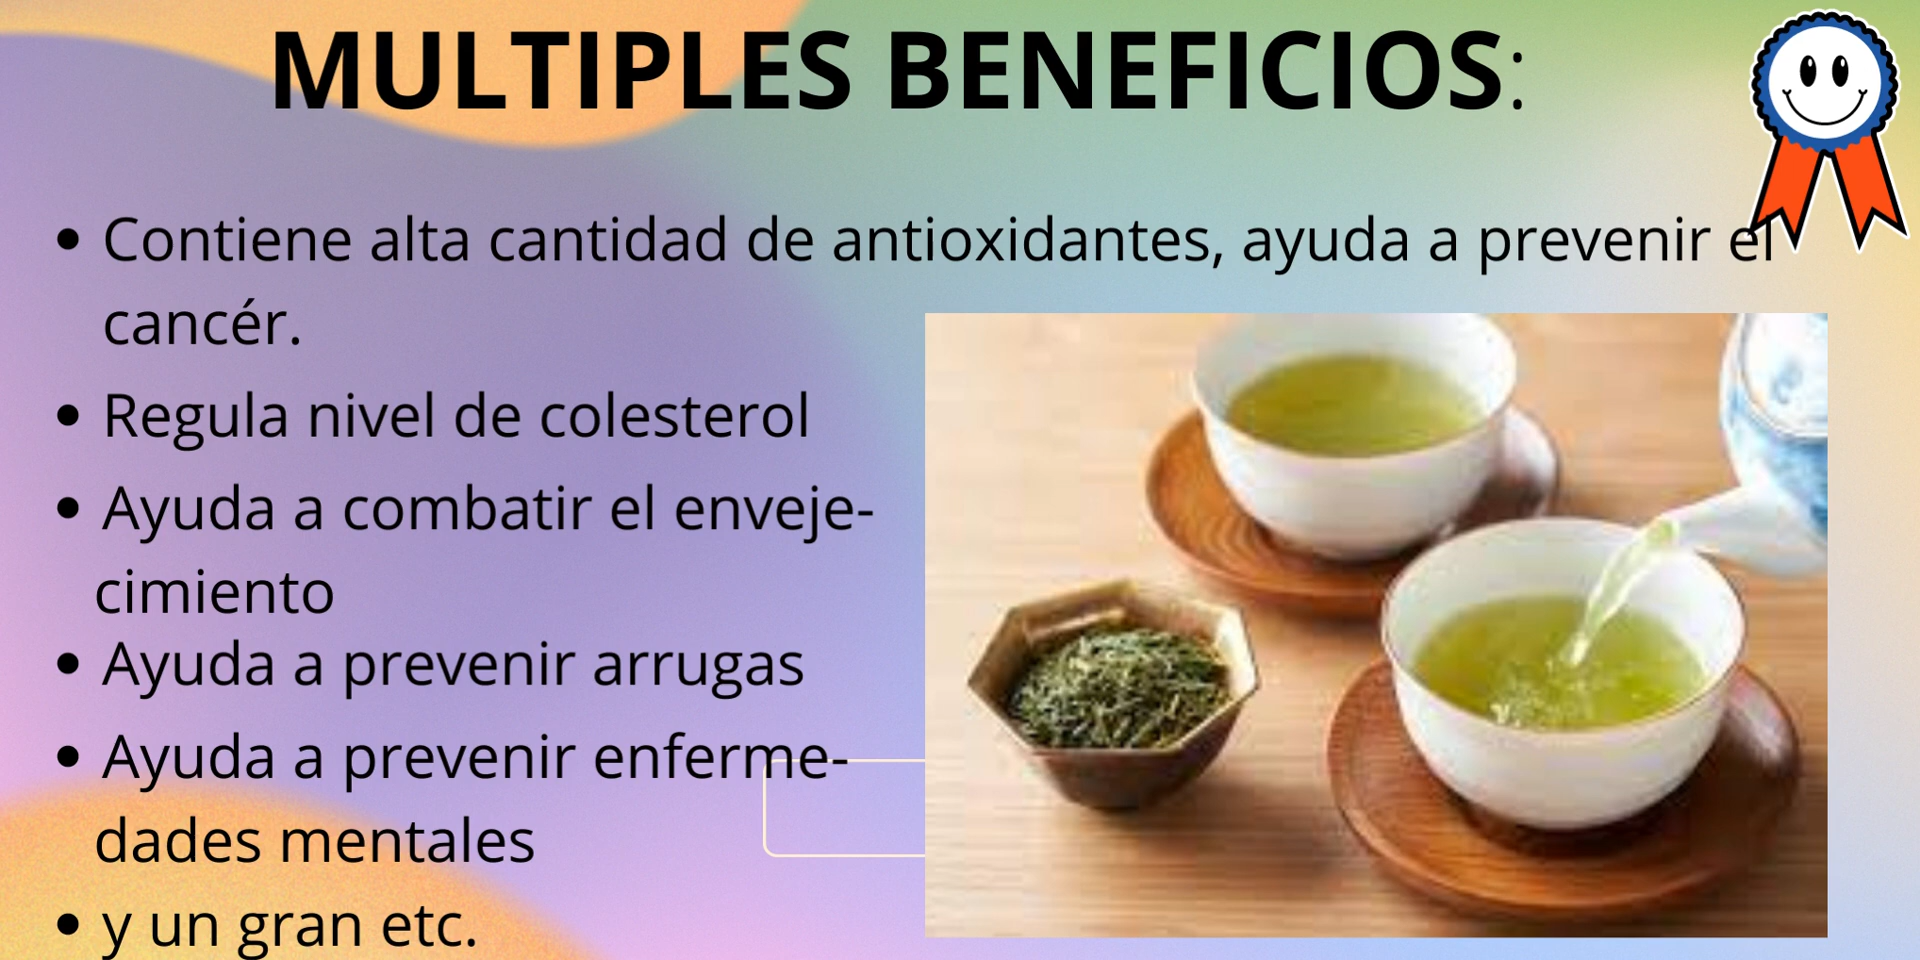 MULTIPLES BENEFICIOS:
• Contiene alta cantidad de antioxidantes, ayuda a prevenir el
cancér.
• Regula nivel de colesterol
• Ayuda a combatir el enveje-
cimiento
• Ayuda a prevenir arrugas
• Ayuda a prevenir enferme-
dades mentales
• y un gran etc.